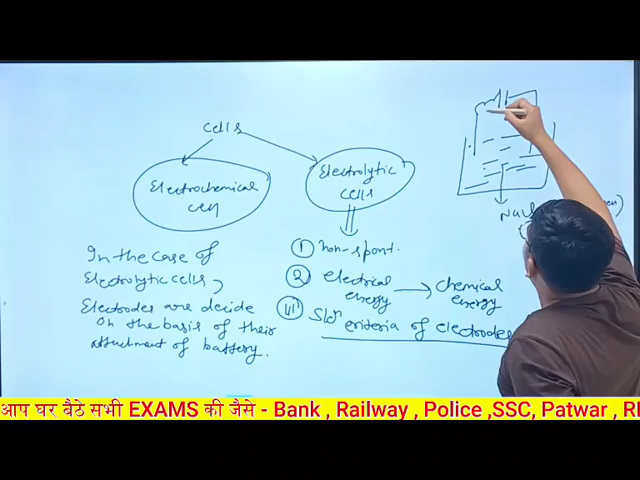 cells
Electrochemical
cell
Electrolytic
cells
In the case of
Electrolytic cells,
Electrodes are decide
on the basis of their
attachment of battery.
① non-spont.
② electrical
energy → chemical
energy
criteria of electrodes
आप घर बैठे सभी EXAMS की जैसे - Bank , Railway , Police ,SSC, Patwar ,